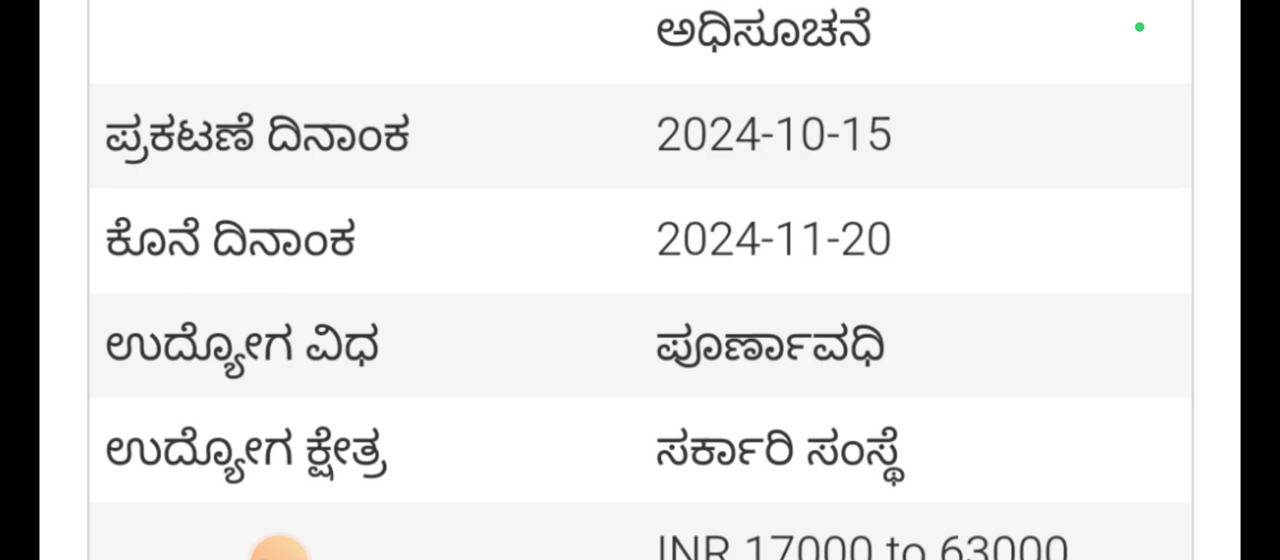 ಅಧಿಸೂಚನೆ
ಪ್ರಕಟಣೆ ದಿನಾಂಕ 2024-10-15
ಕೊನೆ ದಿನಾಂಕ 2024-11-20
ಉದ್ಯೋಗ ವಿಧ ಪೂರ್ಣಾವಧಿ
ಉದ್ಯೋಗ ಕ್ಷೇತ್ರ ಸರ್ಕಾರಿ ಸಂಸ್ಥೆ
INR 17000 to 63000